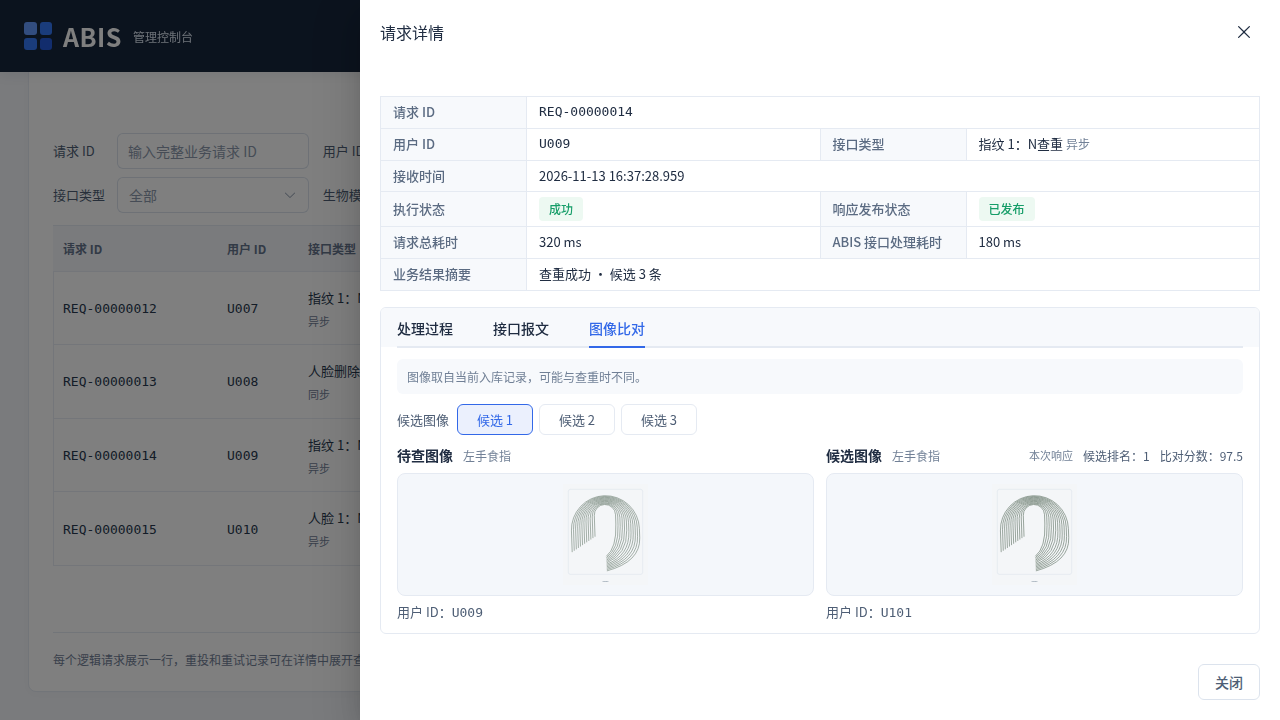 ABIS 管理控制台
请求 ID 输入完整业务请求 ID 用户 ID
接口类型 全部 生物模
请求 ID 用户 ID 接口类型
REQ-00000012 U007 指纹 1：
异步
REQ-00000013 U008 人脸删除
同步
REQ-00000014 U009 指纹 1：
异步
REQ-00000015 U010 人脸 1：
异步
每个逻辑请求展示一行，重投和重试记录可在详情中展开查
请求详情
请求 ID REQ-00000014
用户 ID U009 接口类型 指纹 1：N查重 异步
接收时间 2026-11-13 16:37:28.959
执行状态 成功 响应发布状态 已发布
请求总耗时 320 ms ABIS 接口处理耗时 180 ms
业务结果摘要 查重成功 · 候选 3 条
处理过程 接口报文 图像比对
图像取自当前入库记录，可能与查重时不同。
候选图像 候选 1 候选 2 候选 3
待查图像 左手食指
候选图像 左手食指 本次响应 候选排名：1 比对分数：97.5
用户 ID：U009
用户 ID：U101
关闭